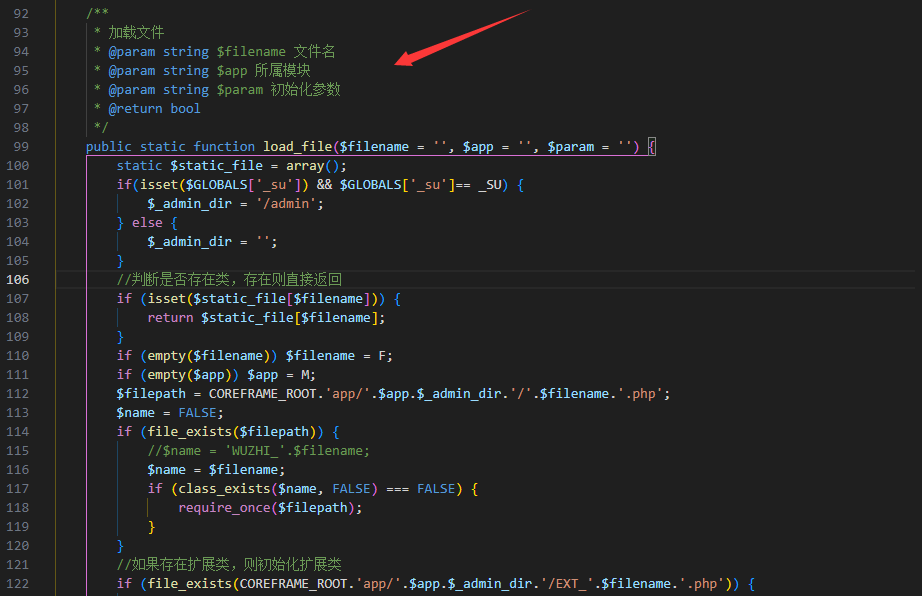 92 /**
93 * 加载文件
94 * @param string $filename 文件名
95 * @param string $app 所属模块
96 * @param string $param 初始化参数
97 * @return bool
98 */
99 public static function load_file($filename = '', $app = '', $param = '') {
100 static $static_file = array();
101 if(isset($GLOBALS['_su']) && $GLOBALS['_su']== _SU) {
102 $_admin_dir = '/admin';
103 } else {
104 $_admin_dir = '';
105 }
106 //判断是否存在类，存在则直接返回
107 if (isset($static_file[$filename])) {
108 return $static_file[$filename];
109 }
110 if (empty($filename)) $filename = F;
111 if (empty($app)) $app = M;
112 $filepath = COREFRAME_ROOT.'app/'.$app.$_admin_dir.'/'.$filename.'.php';
113 $name = FALSE;
114 if (file_exists($filepath)) {
115 //$name = 'WUZHI_'.$filename;
116 $name = $filename;
117 if (class_exists($name, FALSE) === FALSE) {
118 require_once($filepath);
119 }
120 }
121 //如果存在扩展类，则初始化扩展类
122 if (file_exists(COREFRAME_ROOT.'app/'.$app.$_admin_dir.'/EXT_'.$filename.'.php')) {